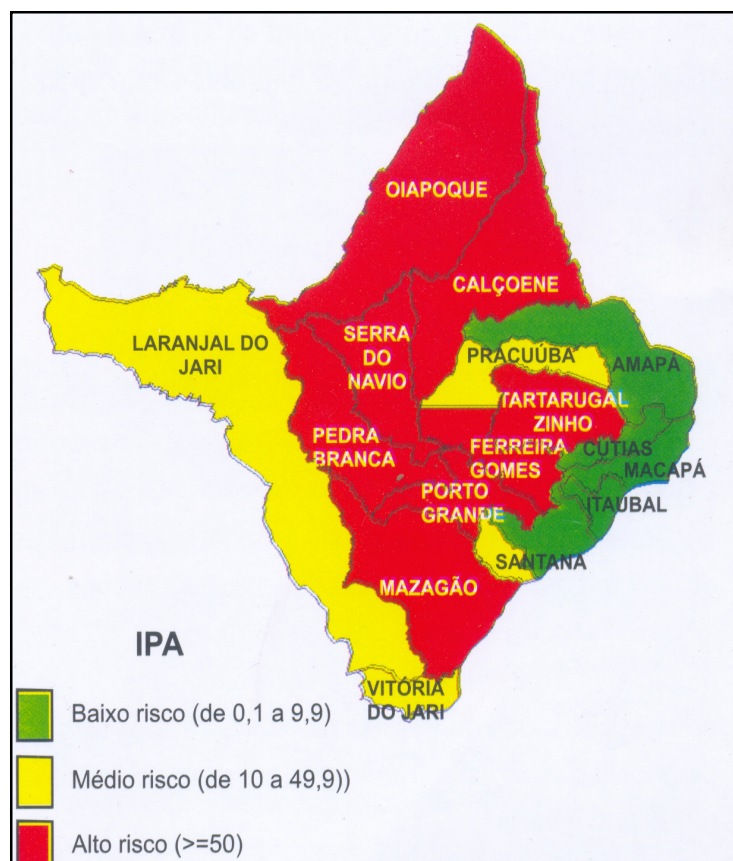 OIAPOQUE
CALÇOENE
LARANJAL DO
JARI
SERRA
DO
NAVIO
PRACUÚBA
AMAPÁ
TARTARUGAL
ZINHO
PEDRA
BRANCA
FERREIRA
GOMES
CUTIAS
MACAPÁ
PORTO
GRANDE
ITAUBAL
SANTANA
MAZAGÃO
IPA
VITÓRIA
DO JARI
Baixo risco (de 0,1 a 9,9)
Médio risco (de 10 a 49,9))
Alto risco (>=50)